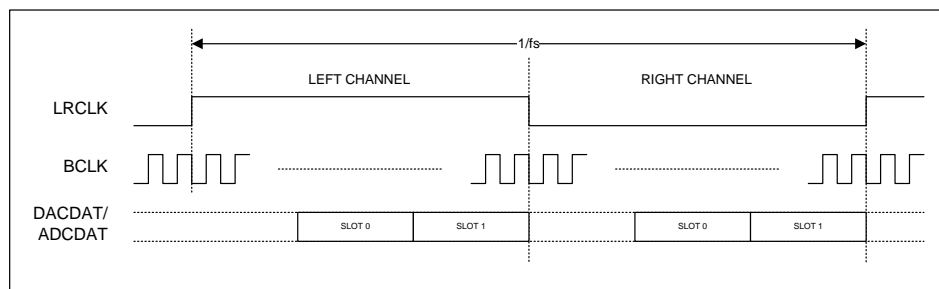 1/fs
LEFT CHANNEL
RIGHT CHANNEL
LRCLK
BCLK
DACDAT/
ADCDAT
SLOT 0
SLOT 1
SLOT 0
SLOT 1